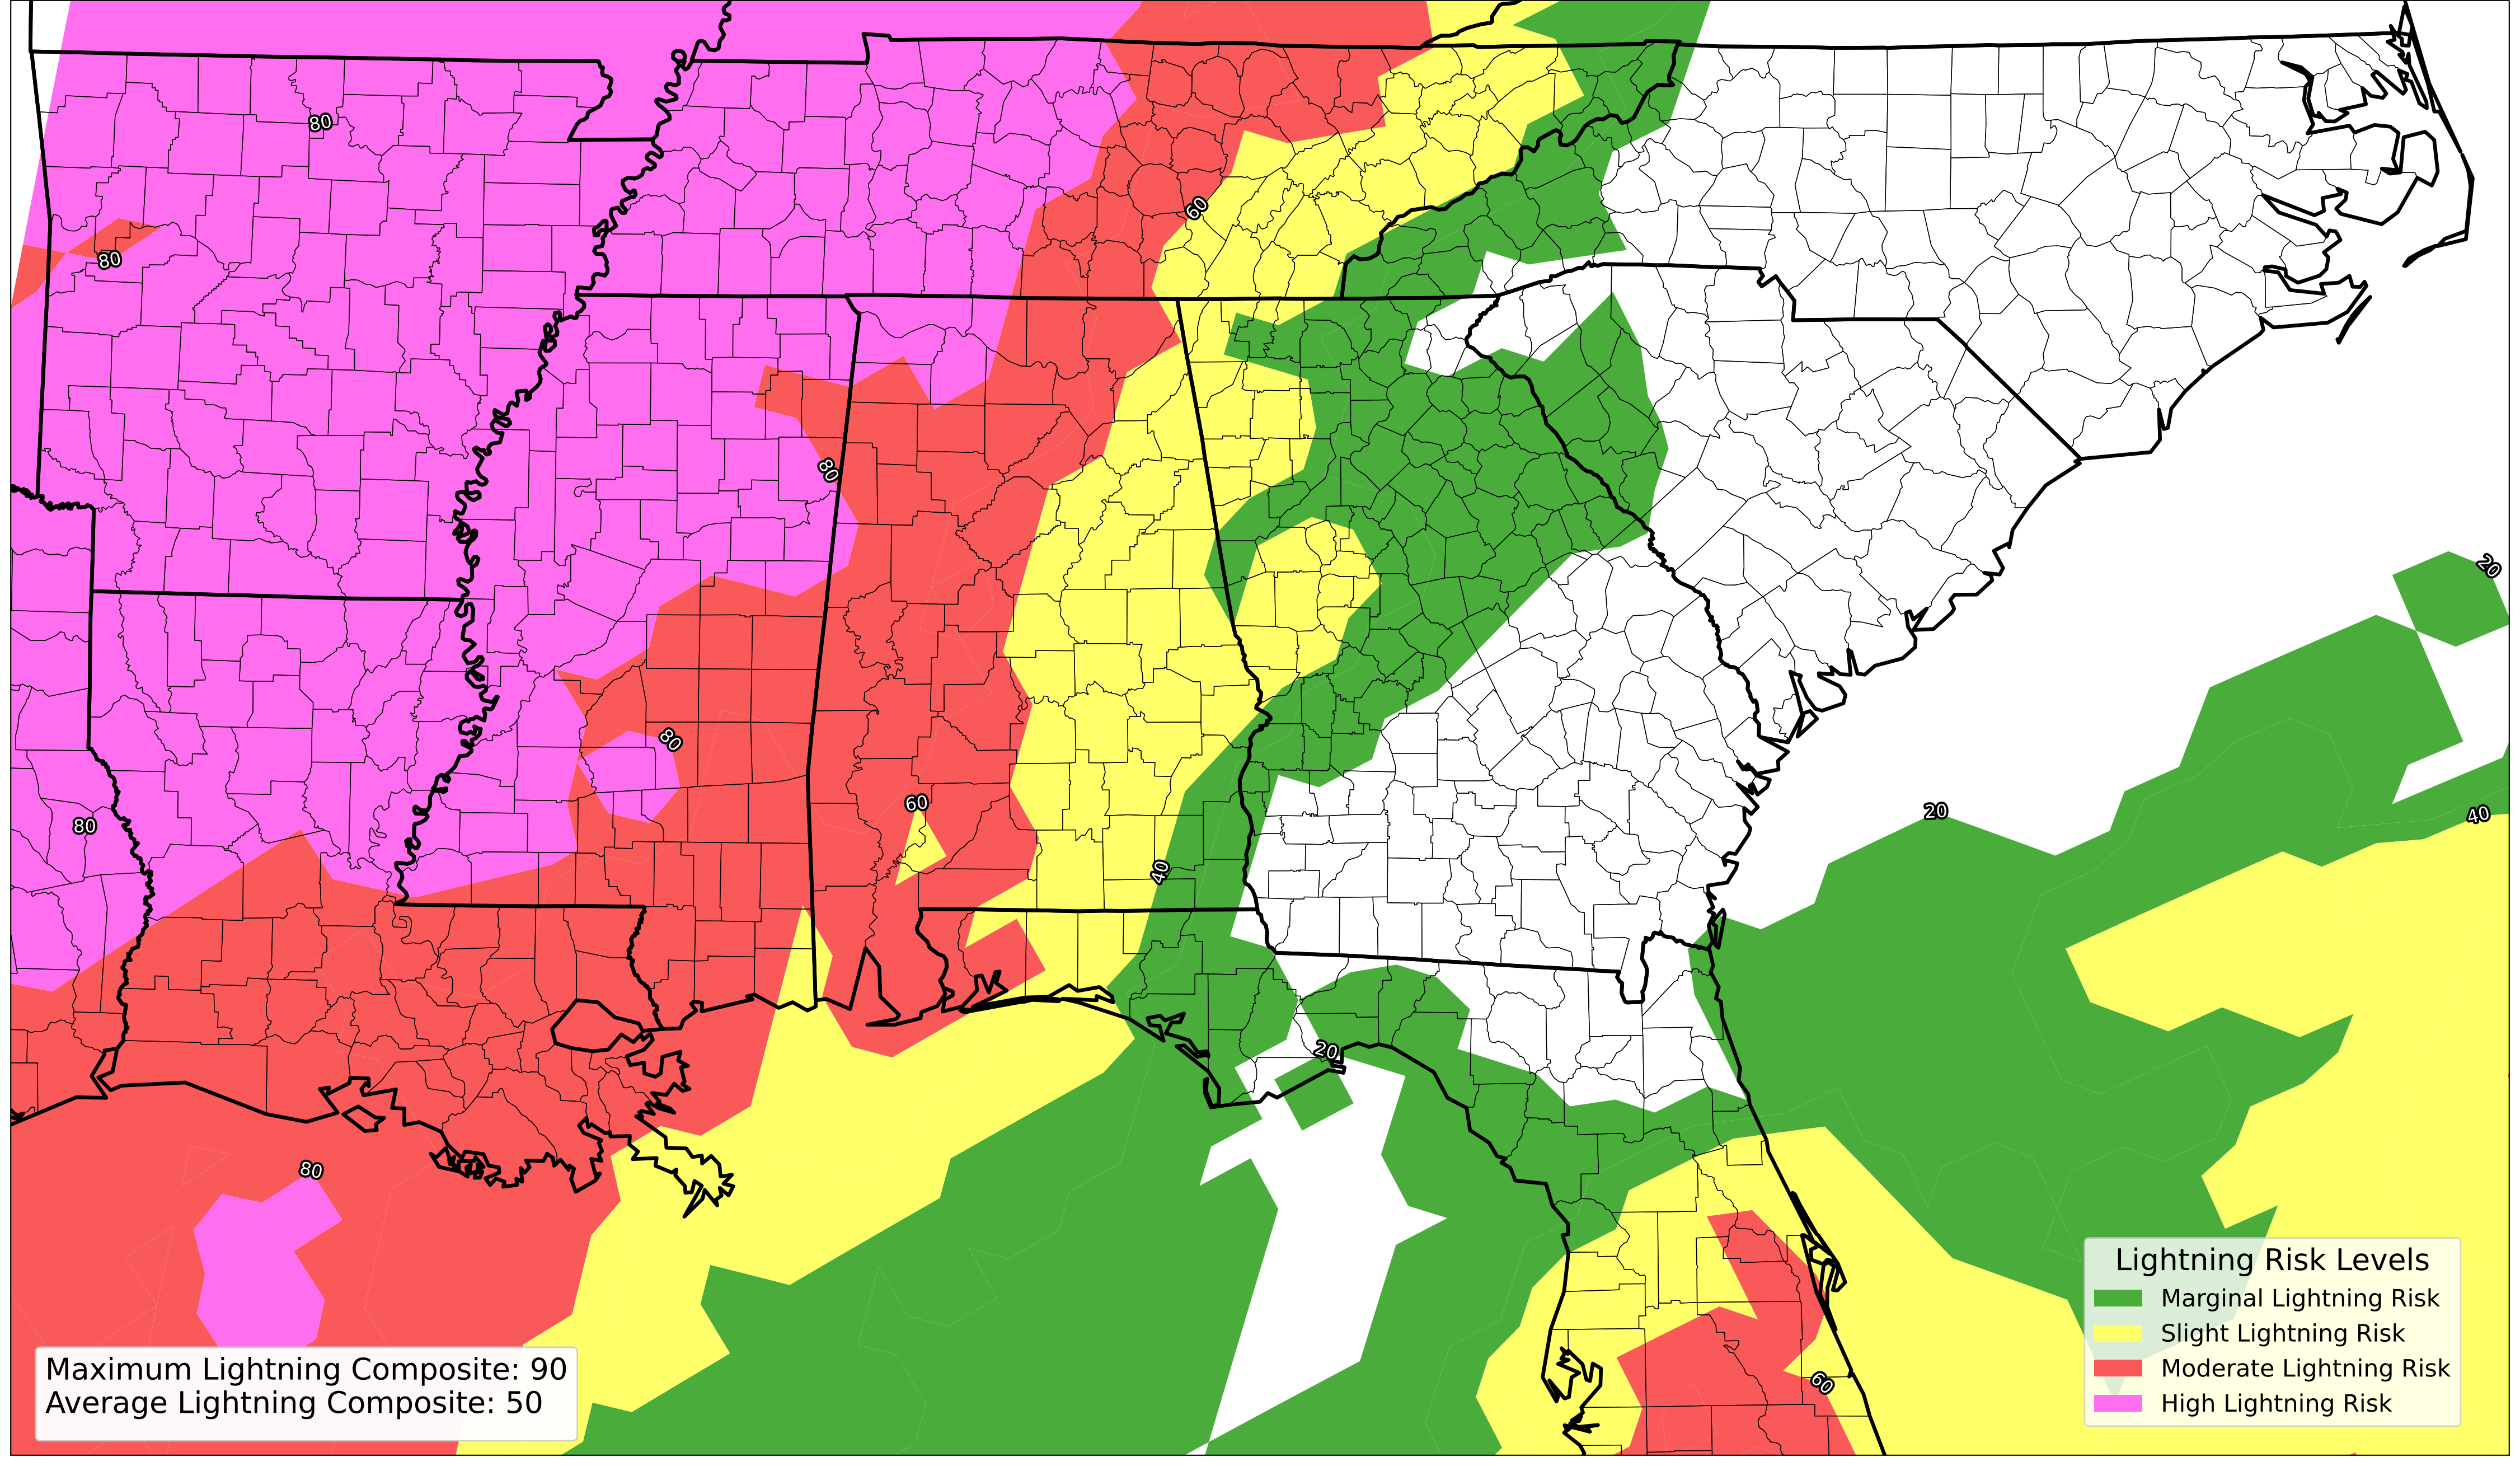 80
80
60
80
20
80
60
80
20
40
40
20
80
60
Lightning Risk Levels
Marginal Lightning Risk
Slight Lightning Risk
Moderate Lightning Risk
High Lightning Risk
Maximum Lightning Composite: 90
Average Lightning Composite: 50